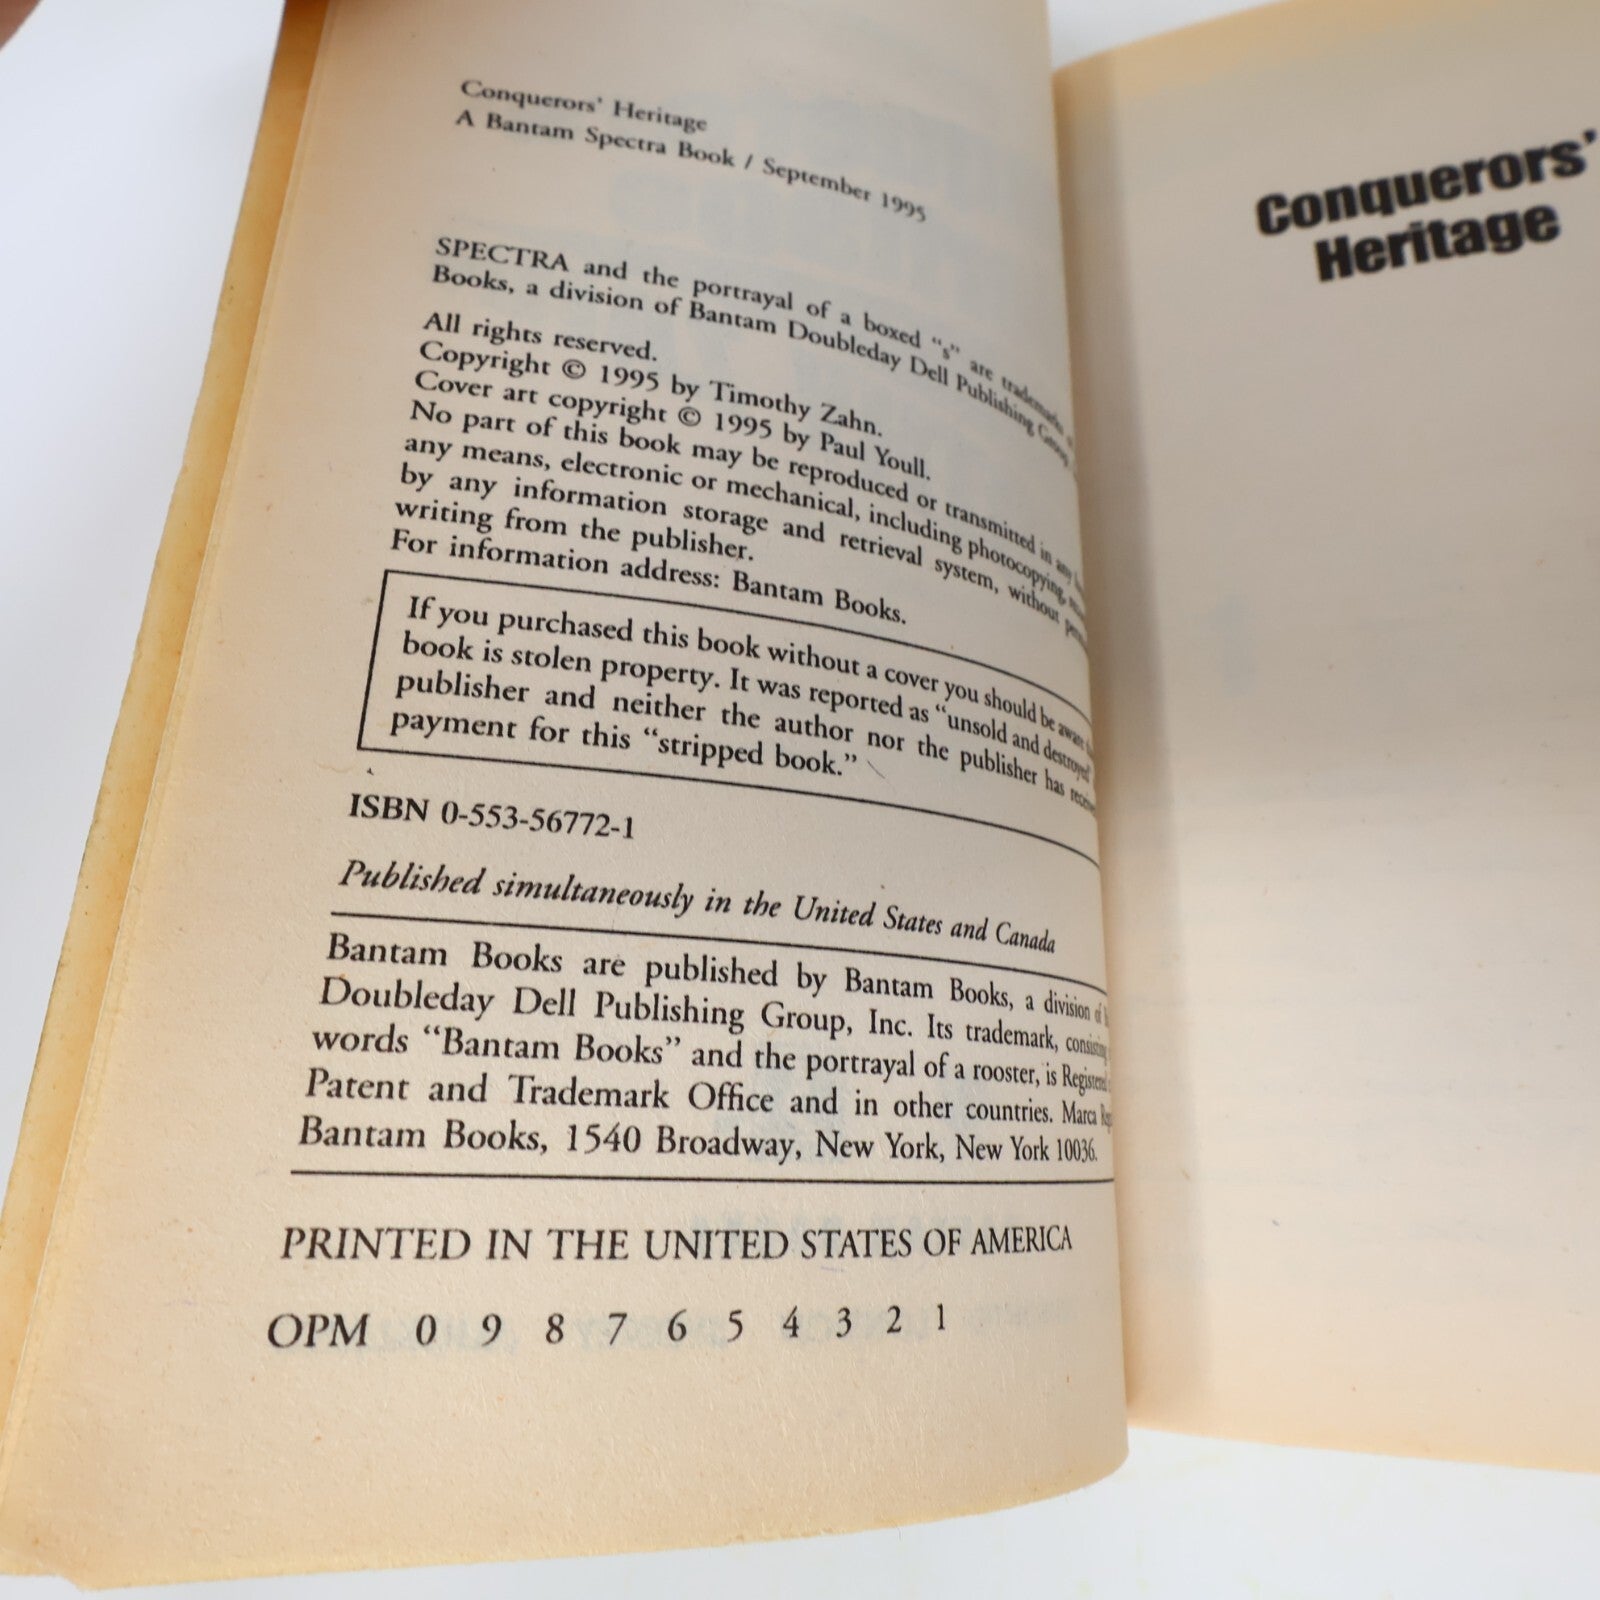 Conquerors' Heritage
A Bantam Spectra Book / September 1995
SPECTRA and the portrayal of a boxed "s" are trademarks
Books, a division of Bantam Doubleday Dell Publishing Group
All rights reserved.
Copyright © 1995 by Timothy Zahn.
Cover art copyright © 1995 by Paul Youll.
No part of this book may be reproduced or transmitted in any
any means, electronic or mechanical, including photocopying,
by any information storage and retrieval system, without
writing from the publisher.
For information address: Bantam Books.
If you purchased this book without a cover you should be aware
book is stolen property. It was reported as "unsold and destroyed"
publisher and neither the author nor the publisher has
payment for this "stripped book."
ISBN 0-553-56772-1
Published simultaneously in the United States and Canada
Bantam Books are published by Bantam Books, a division of
Doubleday Dell Publishing Group, Inc. Its trademark, consisting
words "Bantam Books" and the portrayal of a rooster, is Registered
Patent and Trademark Office and in other countries. Marca
Bantam Books, 1540 Broadway, New York, New York 10036.
PRINTED IN THE UNITED STATES OF AMERICA
OPM 0 9 8 7 6 5 4 3 2 1
Conquerors'
Heritage